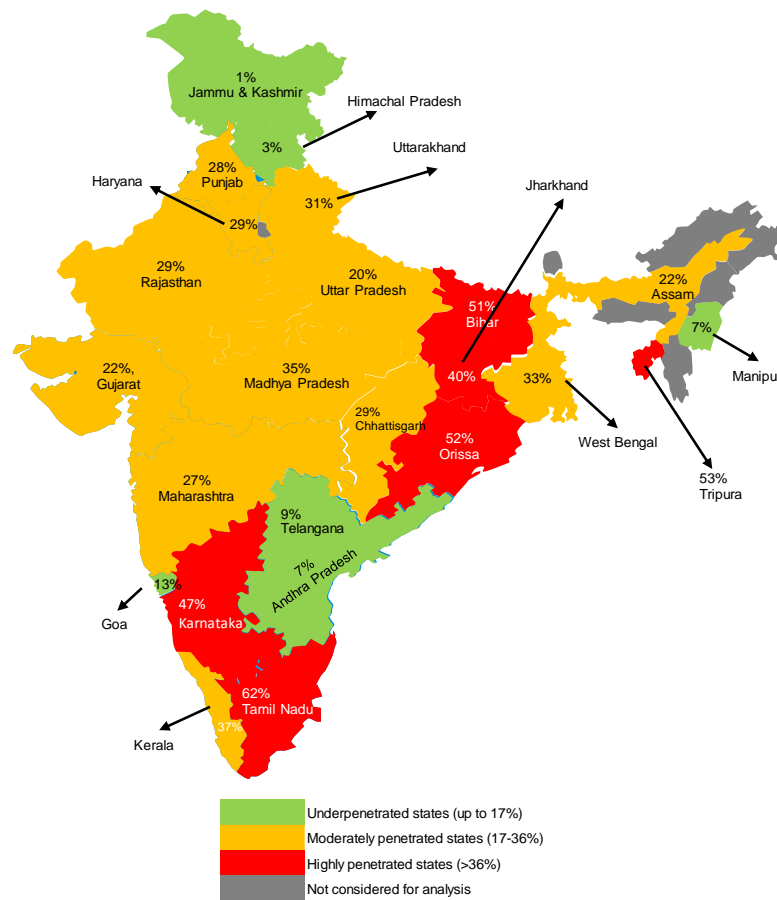 1%
Jammu & Kashmir
Himachal Pradesh
3%
Uttarakhand
28%
Punjab
Haryana
Jharkhand
31%
29%
29%
Rajasthan
20%
Uttar Pradesh
22%
Assam
51%
Bihar
7%
22%,
Gujarat
35%
Madhya Pradesh
40%
33%
Manipu
29%
Chhattisgarh
52%
Orissa
West Bengal
53%
Tripura
27%
Maharashtra
9%
Telangana
7%
Andhra Pradesh
13%
Goa
47%
Karnataka
62%
Tamil Nadu
37%
Kerala
Underpenetrated states (up to 17%)
Moderately penetrated states (17-36%)
Highly penetrated states (>36%)
Not considered for analysis